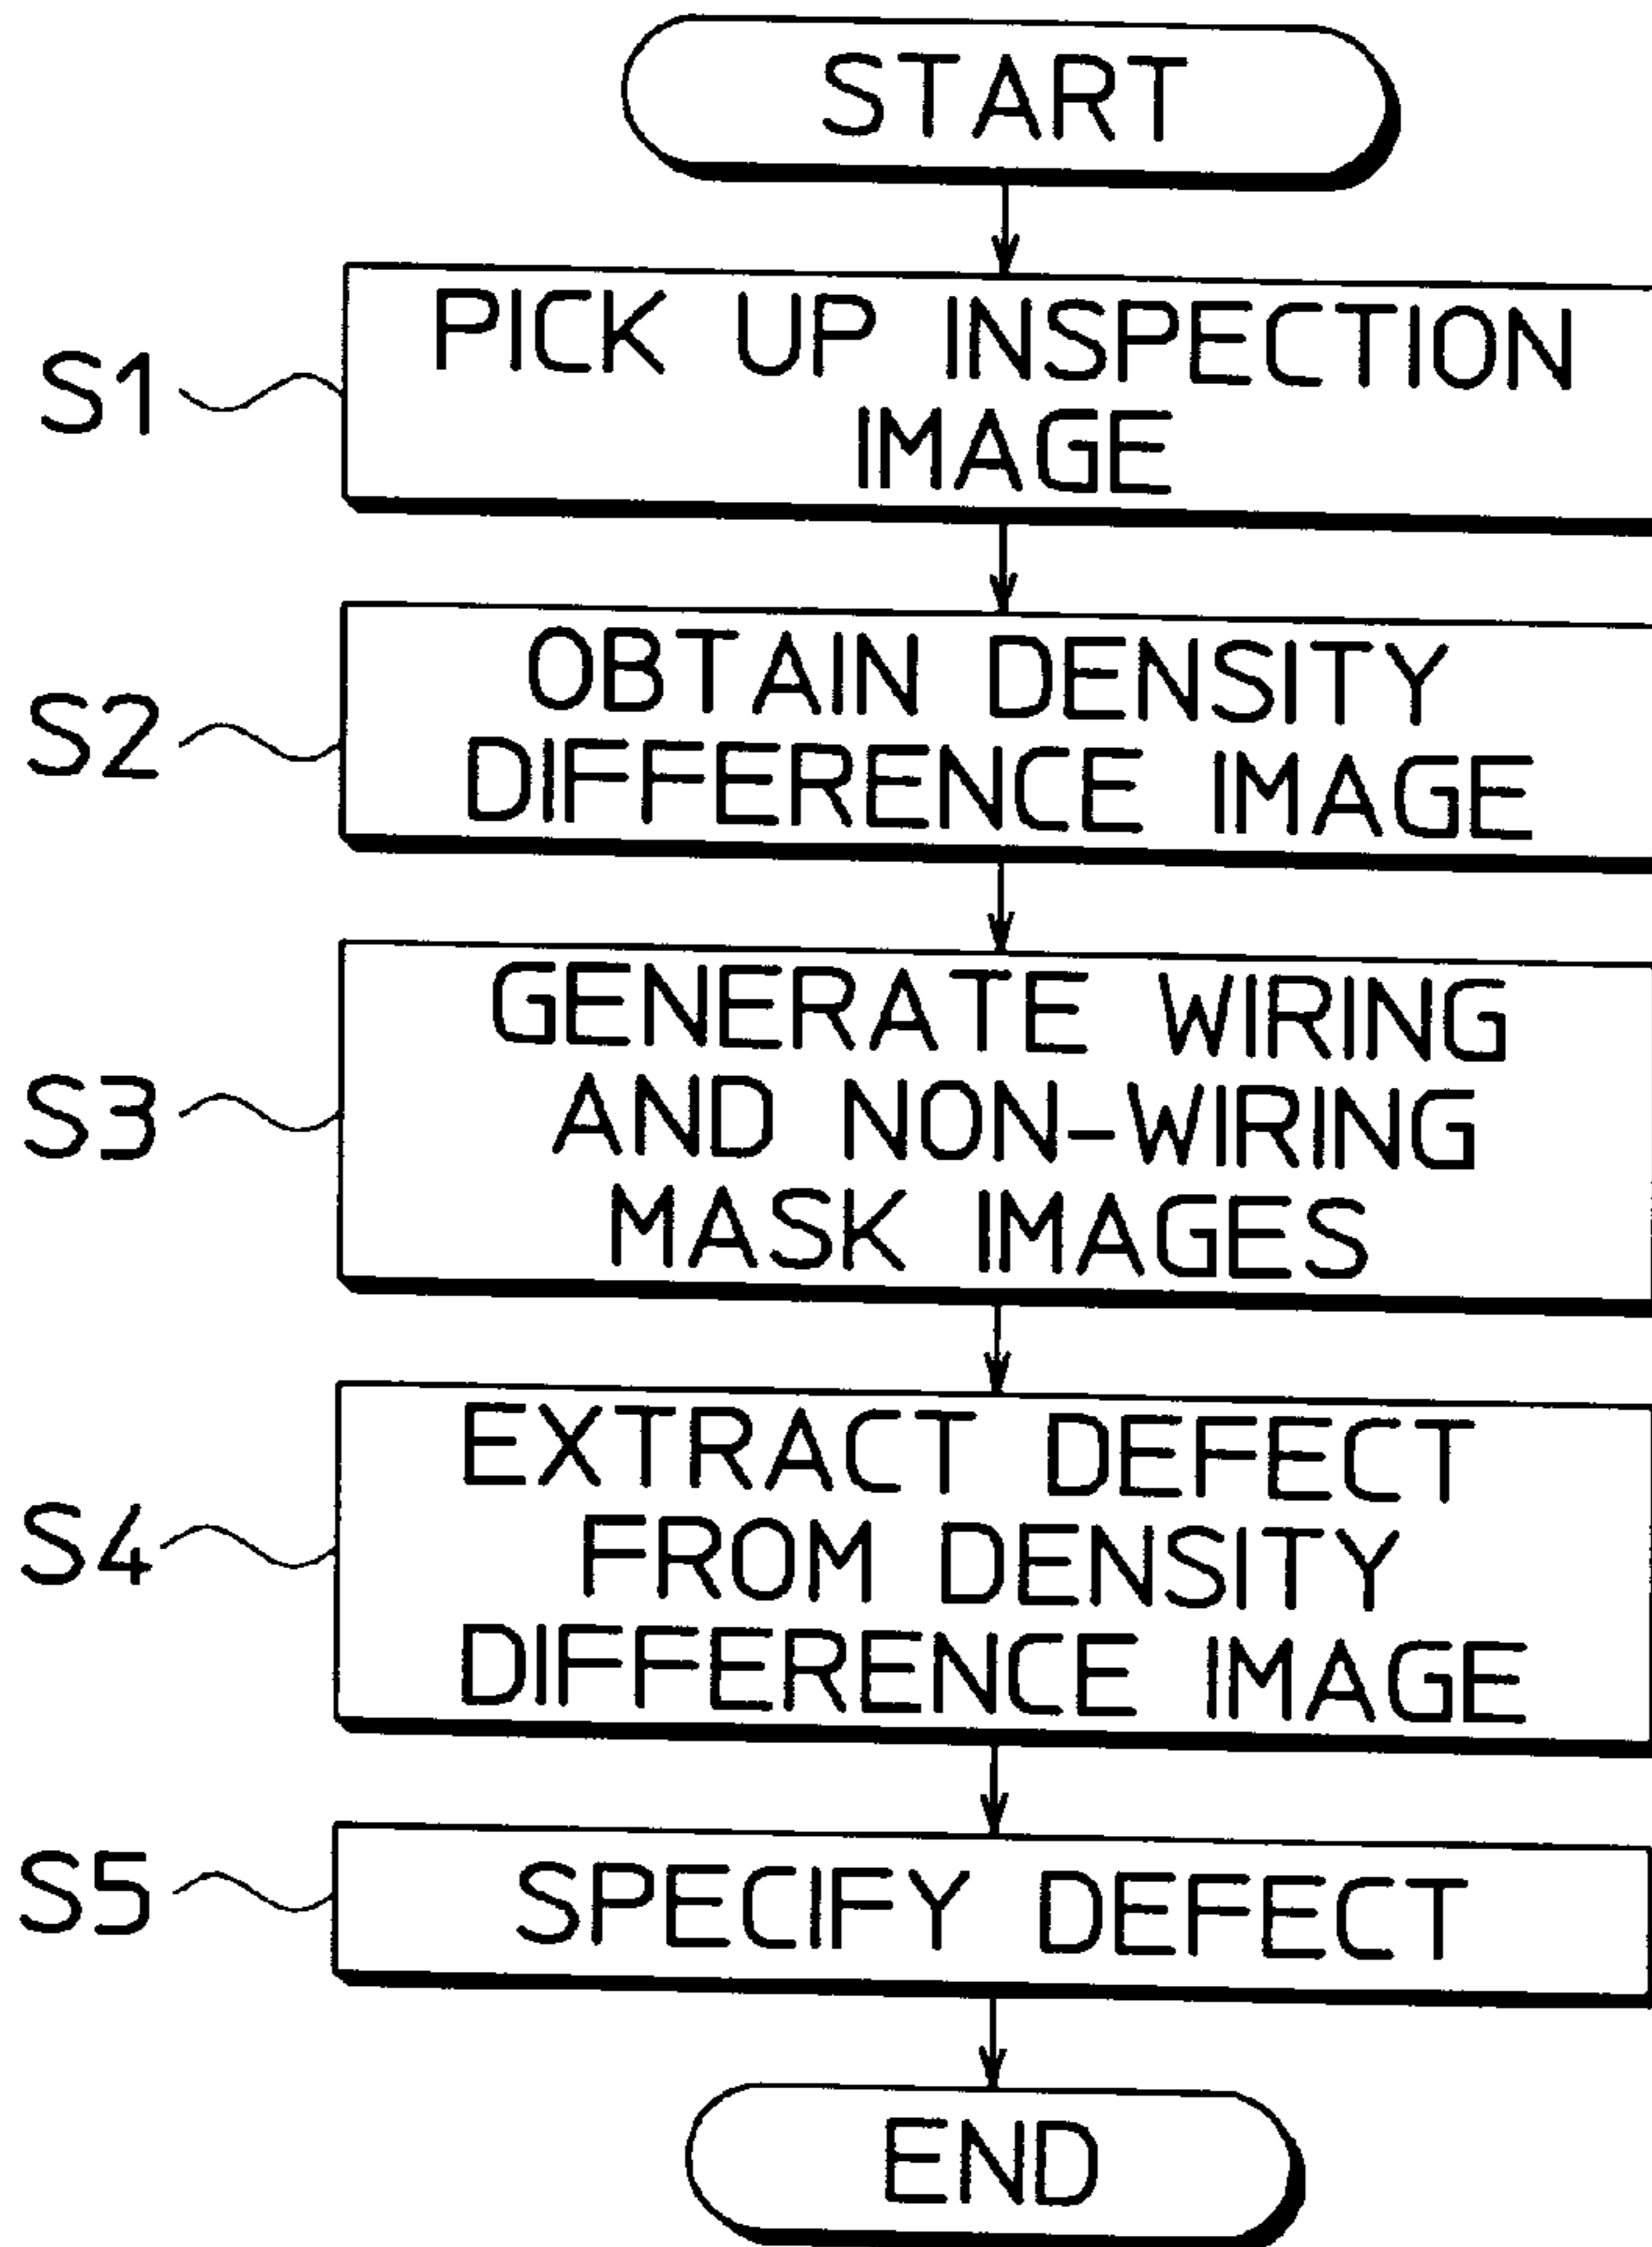 START
S1
PICK UP INSPECTION
IMAGE
S2
OBTAIN DENSITY
DIFFERENCE IMAGE
S3
GENERATE WIRING
AND NON-WIRING
MASK IMAGES
S4
EXTRACT DEFECT
FROM DENSITY
DIFFERENCE IMAGE
S5
SPECIFY DEFECT
END